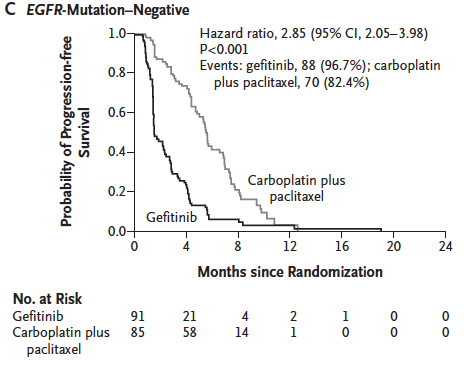 C EGFR-Mutation–Negative
Hazard ratio, 2.85 (95% CI, 2.05–3.98)
P<0.001
Events: gefitinib, 88 (96.7%); carboplatin
plus paclitaxel, 70 (82.4%)
Probability of Progression-free
Survival
1.0
0.8
0.6
0.4
0.2
0.0
Carboplatin plus
paclitaxel
Gefitinib
0 4 8 12 16 20 24
Months since Randomization
No. at Risk
Gefitinib 91 21 4 2 1 0 0
Carboplatin plus 85 58 14 1 0 0 0
paclitaxel